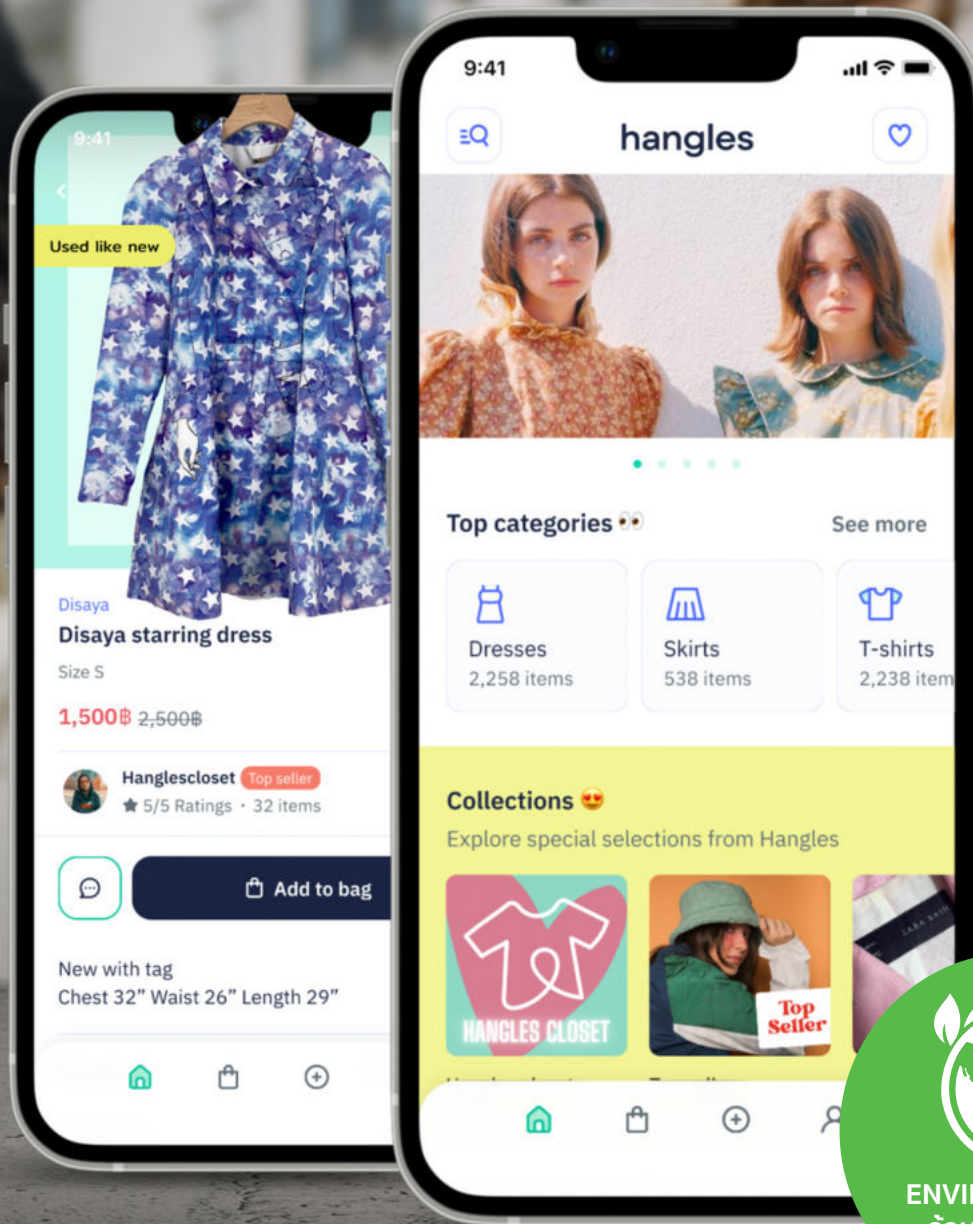 9:41
Used like new
Disaya
Disaya starring dress
Size S
1,500฿ 2,500฿
Hanglescloset Top seller
5/5 Ratings · 32 items
Add to bag
New with tag
Chest 32” Waist 26” Length 29”
9:41
hangles
Top categories 👀 See more
Dresses
2,258 items
Skirts
538 items
T-shirts
2,238 item
Collections 😍
Explore special selections from Hangles
HANGLES CLOSET
Top
Seller